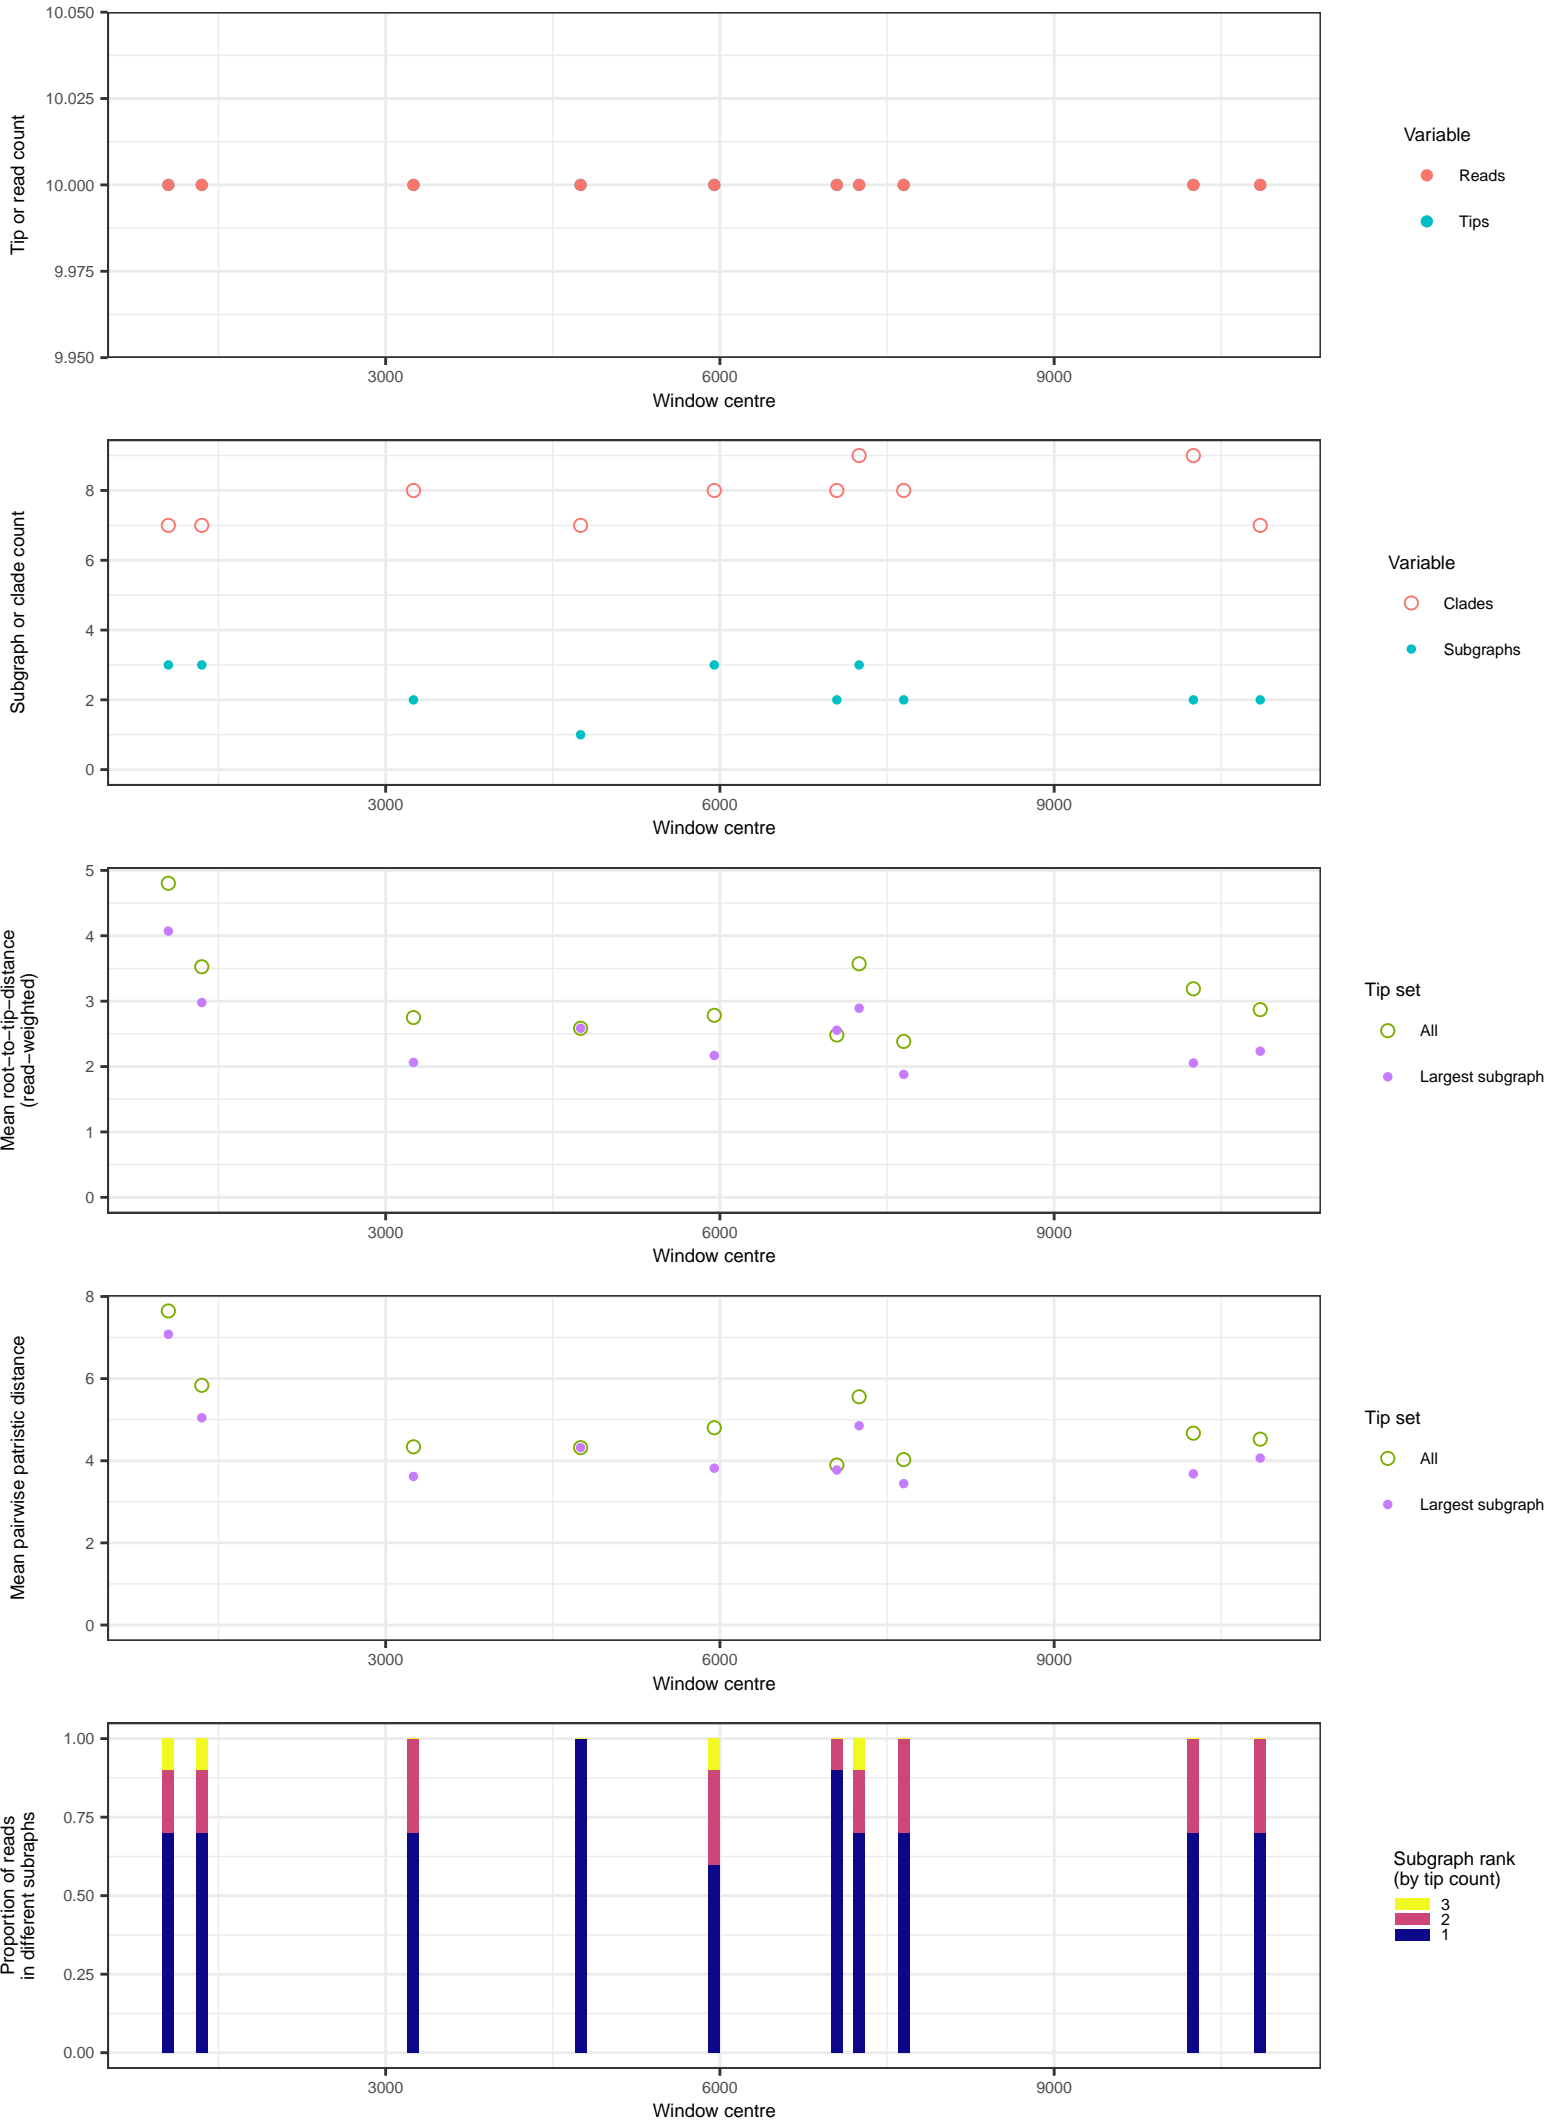 10.050
10.025
10.000
9.975
9.950
Tip or read count
3000
6000
9000
Window centre
Variable
Reads
Tips
8
6
4
2
0
Subgraph or clade count
3000
6000
9000
Window centre
Variable
Clades
Subgraphs
5
4
3
2
1
0
Mean root−to−tip−distance
(read−weighted)
3000
6000
9000
Window centre
Tip set
All
Largest subgraph
8
6
4
2
0
Mean pairwise patristic distance
3000
6000
9000
Window centre
Tip set
All
Largest subgraph
1.00
0.75
0.50
0.25
0.00
Proportion of reads
in different subraphs
3000
6000
9000
Window centre
Subgraph rank
(by tip count)
3
2
1